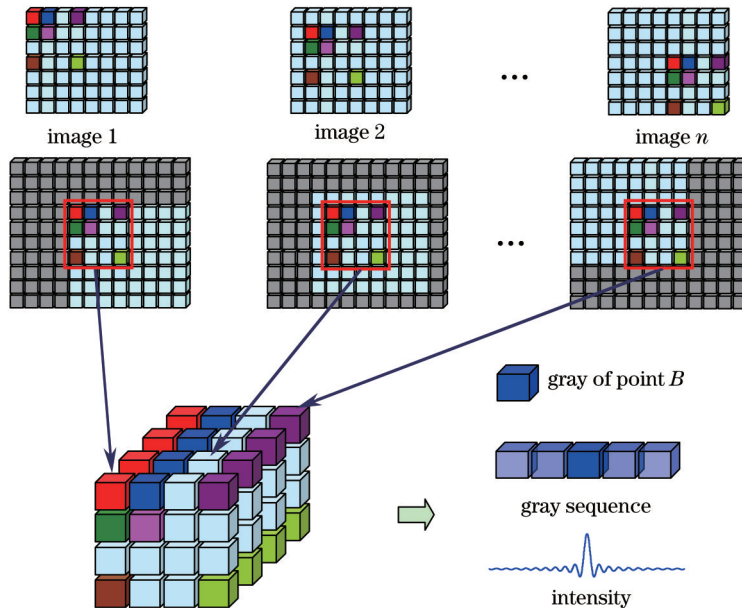 image 1
image 2
...
image n
...
gray of point B
gray sequence
intensity